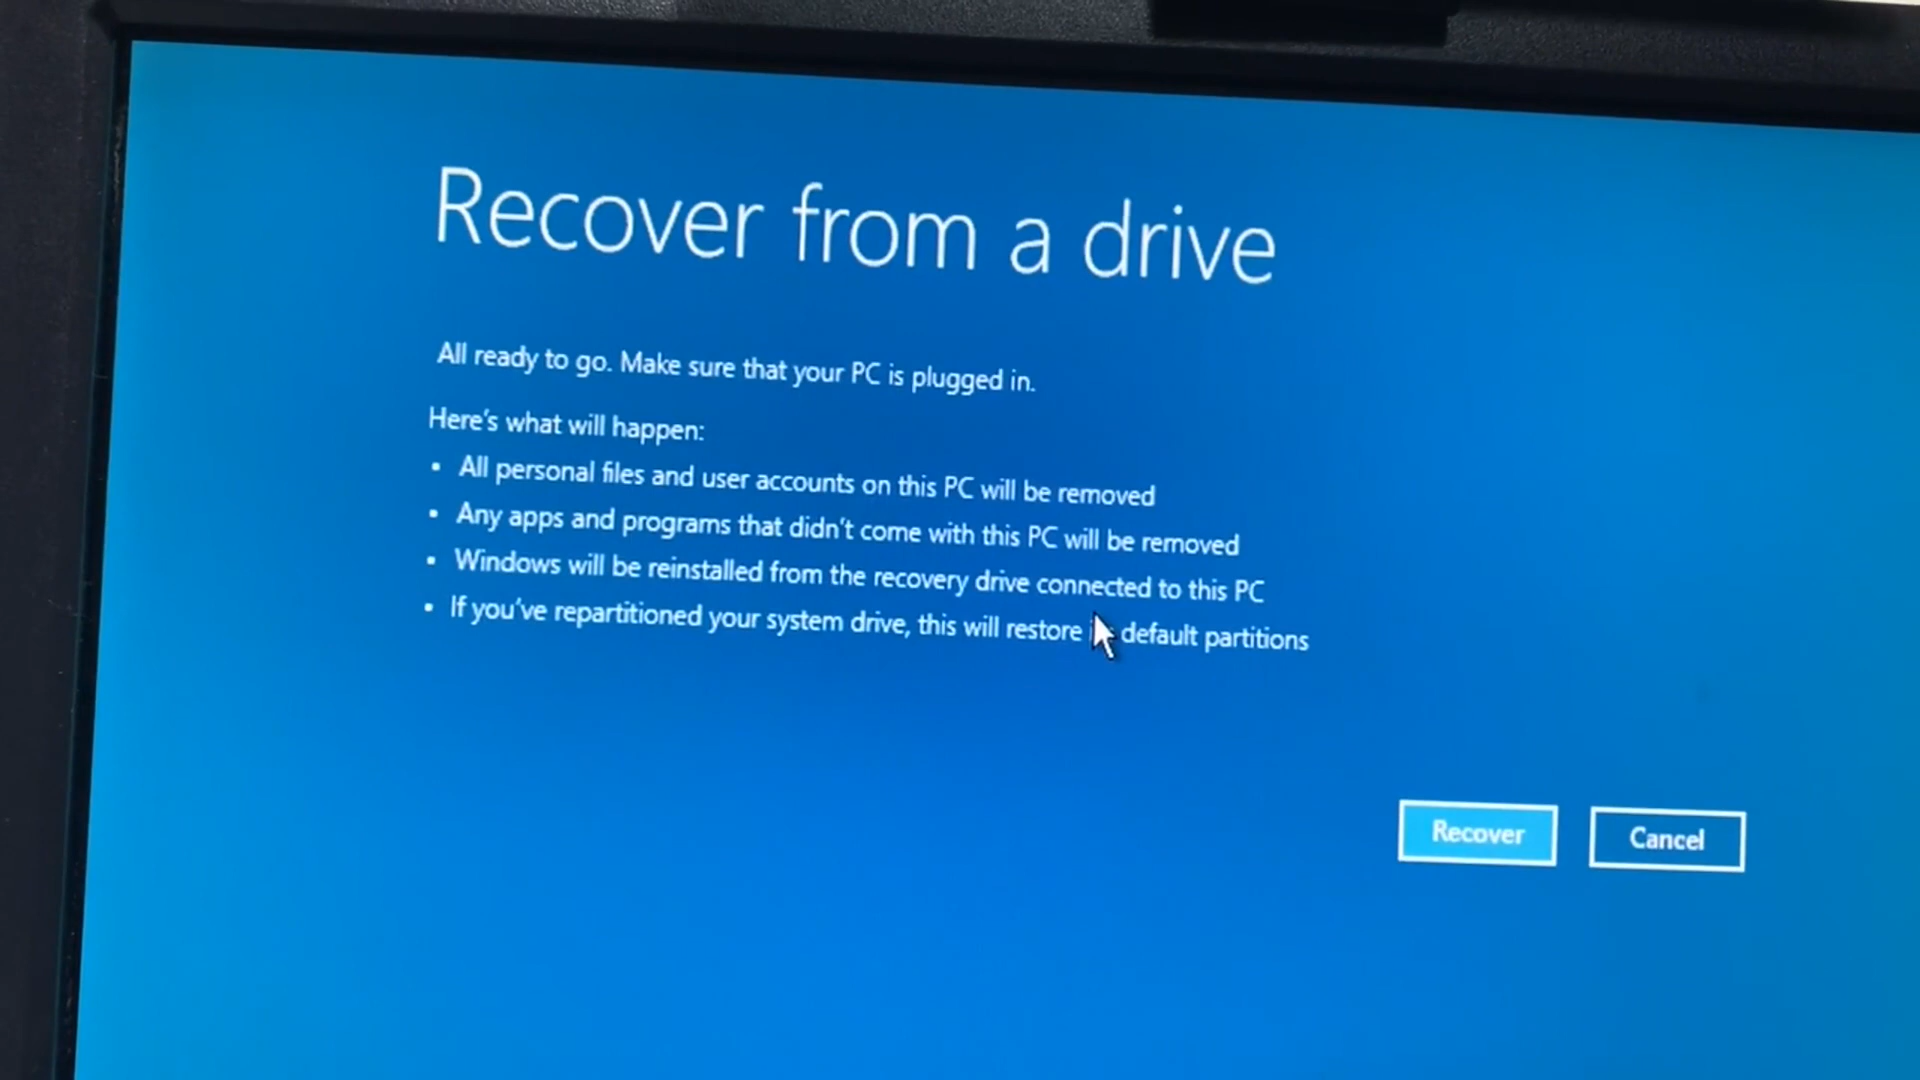 Recover from a drive
All ready to go. Make sure that your PC is plugged in.
Here's what will happen:
• All personal files and user accounts on this PC will be removed
• Any apps and programs that didn't come with this PC will be removed
• Windows will be reinstalled from the recovery drive connected to this PC
• If you've repartitioned your system drive, this will restore default partitions
Recover
Cancel